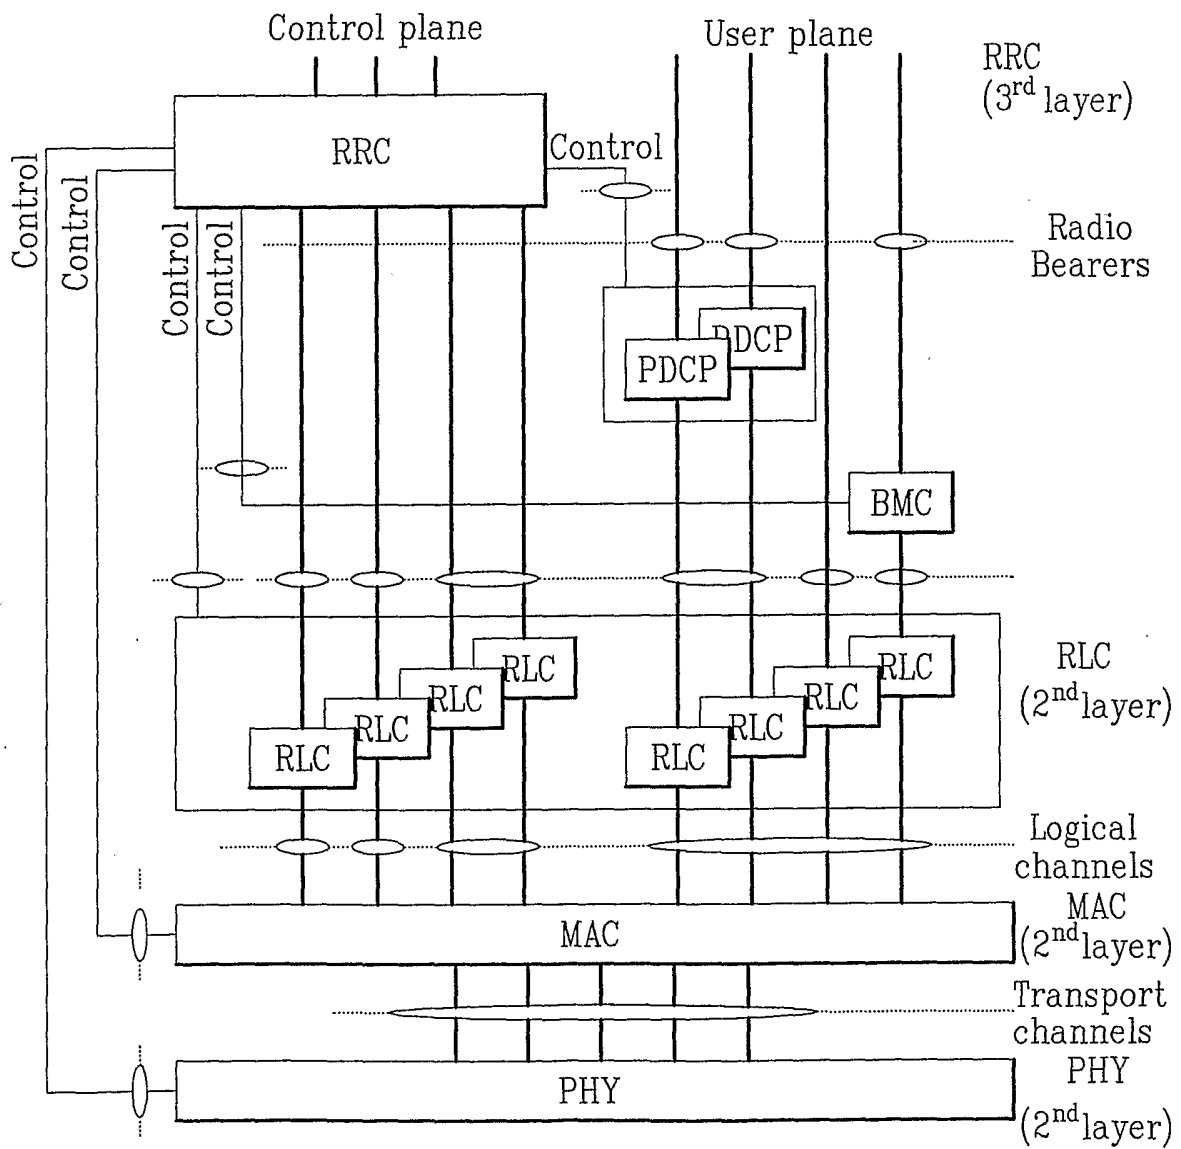 Control plane
User plane
RRC
(3rd layer)
RRC
Control
Control
Control
Control
Control
Radio
Bearers
PDCP
PDCP
BMC
RLC
(2nd layer)
RLC
RLC
RLC
RLC
RLC
RLC
RLC
RLC
Logical
channels
MAC
MAC
(2nd layer)
Transport
channels
PHY
PHY
(2nd layer)